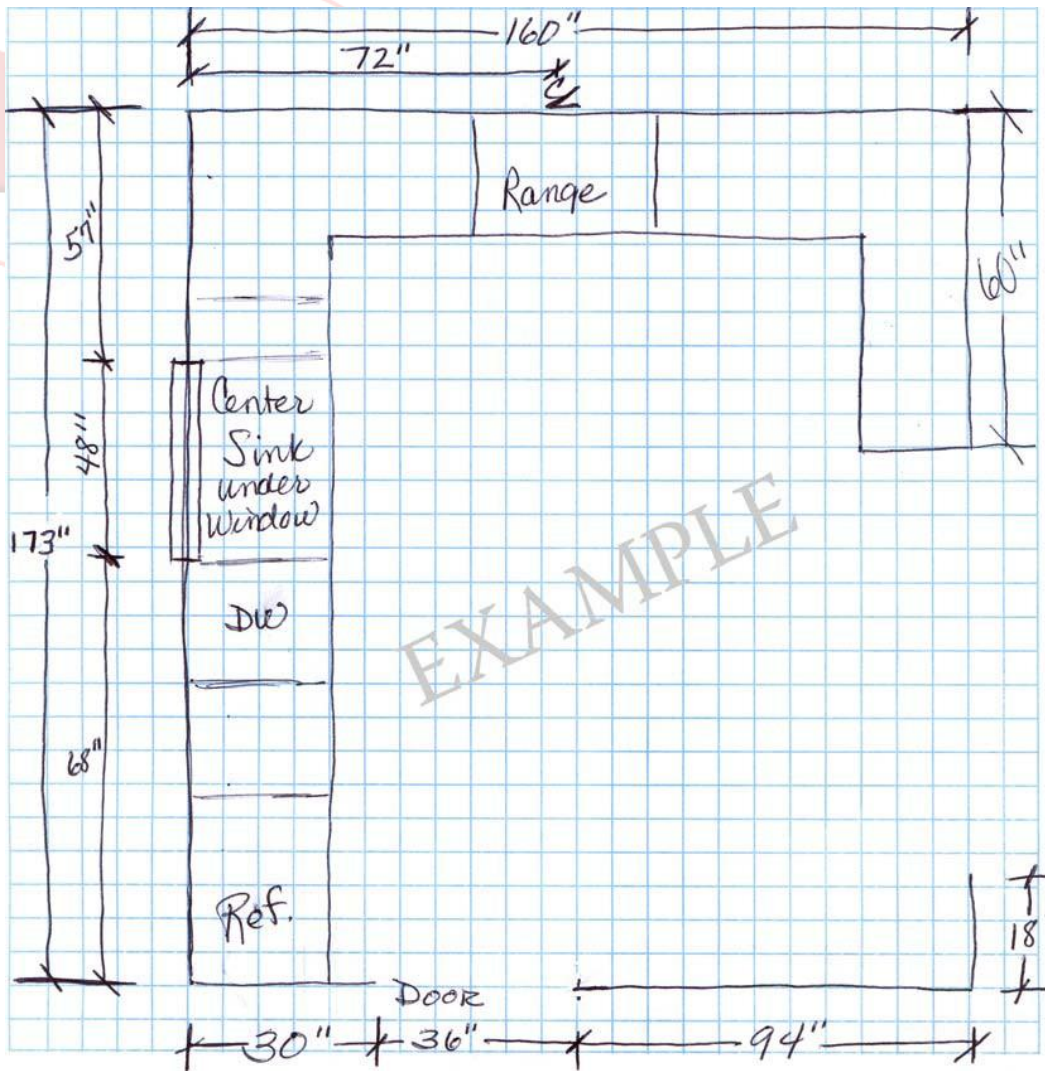 160"
72"
CL
57"
Range
60"
Center
Sink
under
Window
48"
173"
DW
EXAMPLE
68"
Ref.
18
DOOR
30" 36" 94"